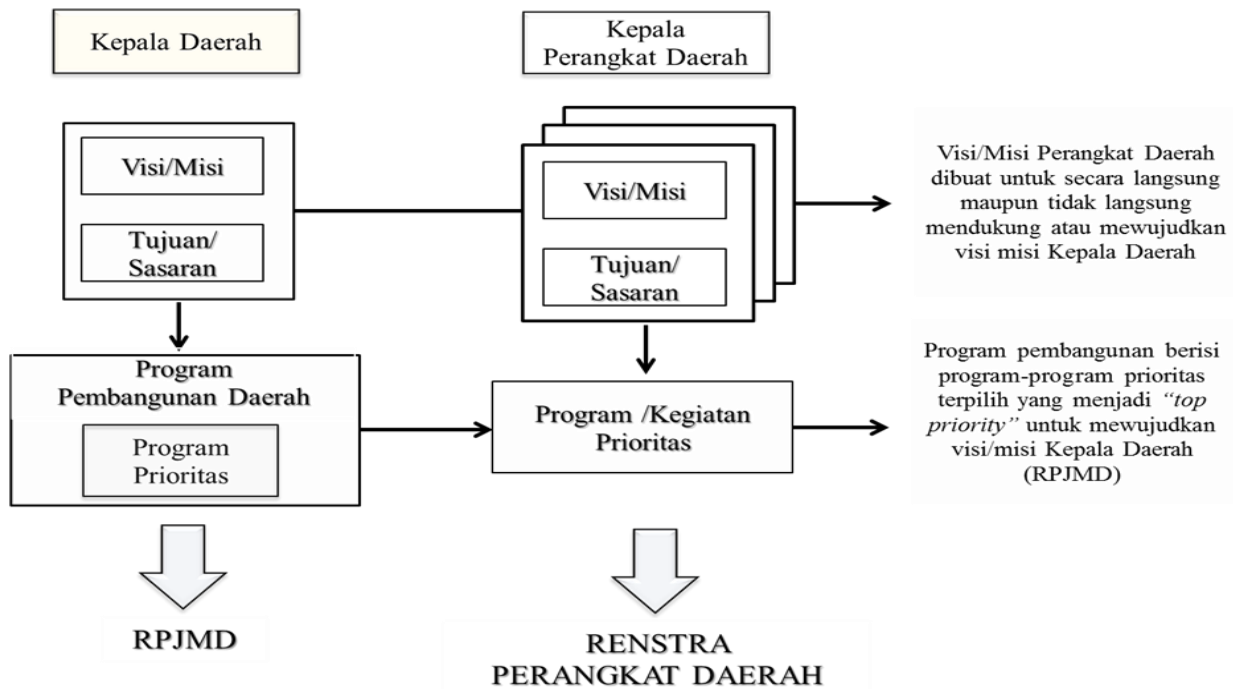 Kepala Daerah
Kepala
Perangkat Daerah
Visi/Misi
Tujuan/
Sasaran
Visi/Misi
Tujuan/
Sasaran
Visi/Misi Perangkat Daerah
dibuat untuk secara langsung
maupun tidak langsung
mendukung atau mewujudkan
visi misi Kepala Daerah
Program
Pembangunan Daerah
Program
Prioritas
Program /Kegiatan
Prioritas
Program pembangunan berisi
program-program prioritas
terpilih yang menjadi “top
priority” untuk mewujudkan
visi/misi Kepala Daerah
(RPJMD)
RPJMD
RENSTRA
PERANGKAT DAERAH